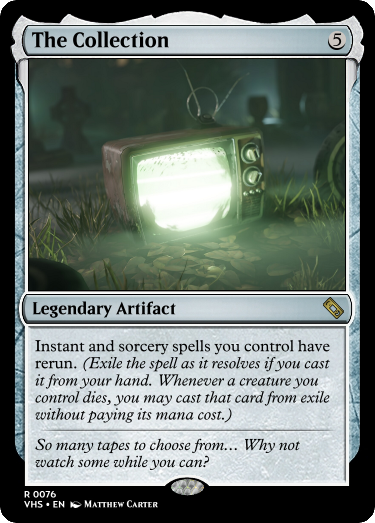 The Collection
5
Legendary Artifact
Instant and sorcery spells you control have
rerun. (Exile the spell as it resolves if you cast
it from your hand. Whenever a creature you
control dies, you may cast that card from exile
without paying its mana cost.)
So many tapes to choose from… Why not
watch some while you can?
R 0076
VHS • EN Matthew Carter